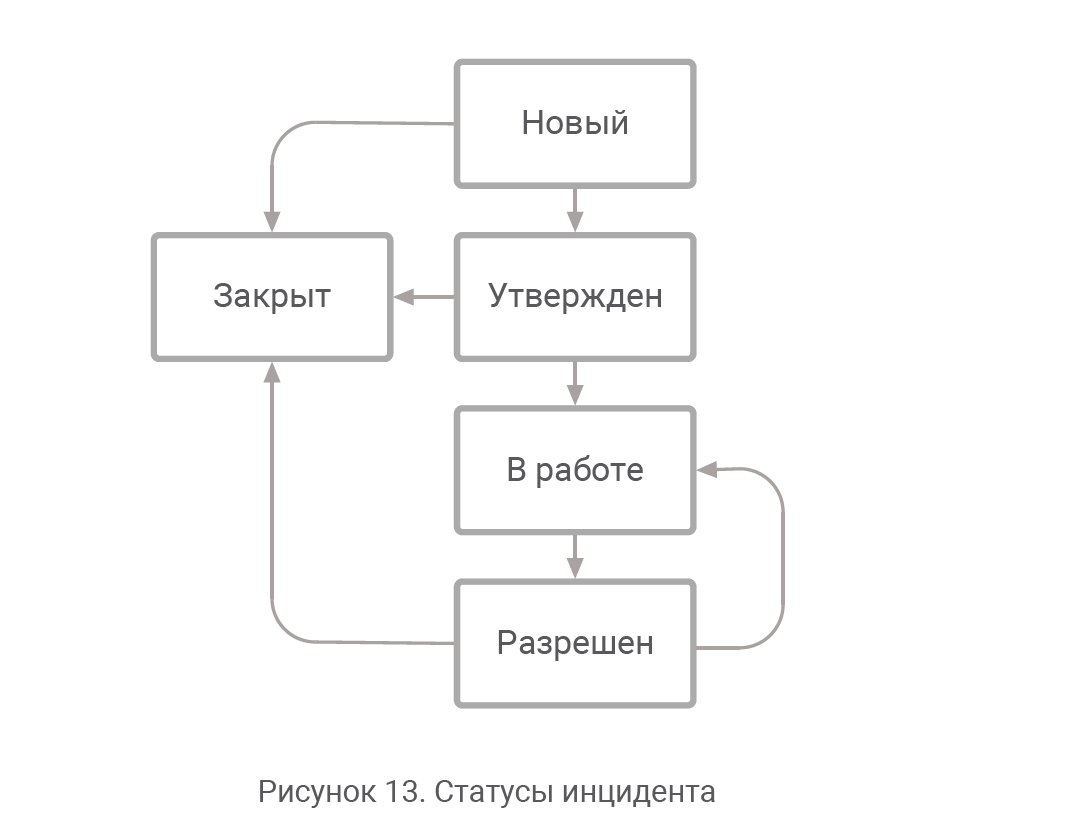 Новый
Закрыт
Утвержден
В работе
Разрешен
Рисунок 13. Статусы инцидента